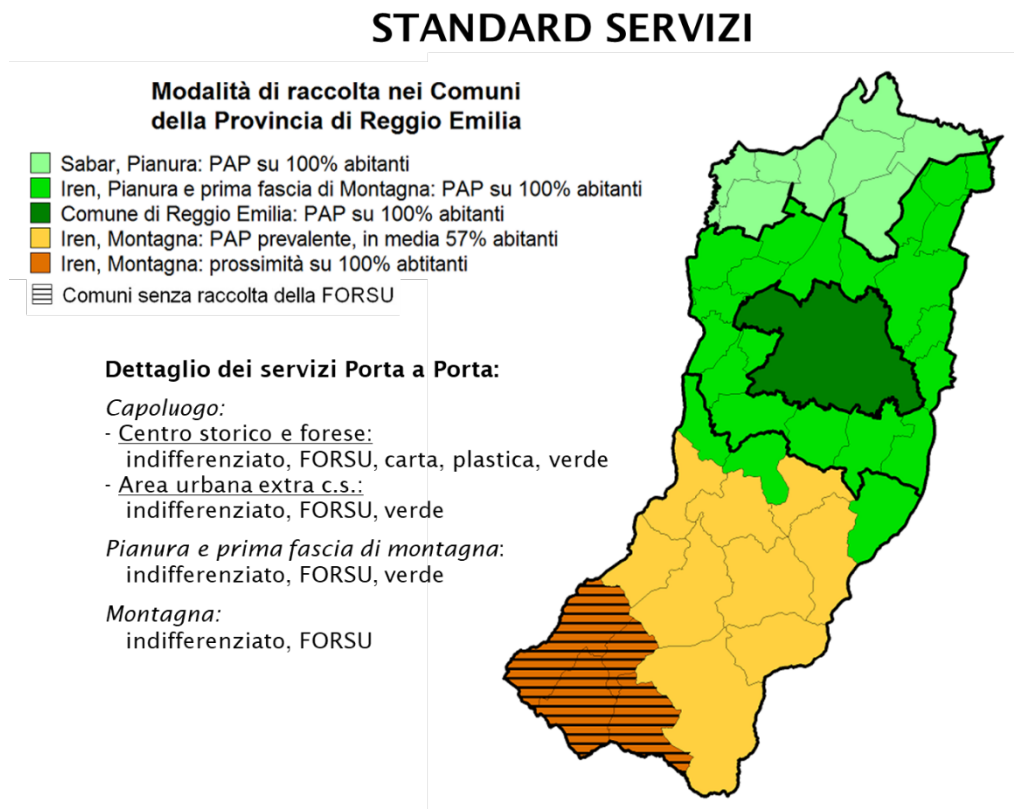 STANDARD SERVIZI
Modalità di raccolta nei Comuni
della Provincia di Reggio Emilia
Sabar, Pianura: PAP su 100% abitanti
Iren, Pianura e prima fascia di Montagna: PAP su 100% abitanti
Comune di Reggio Emilia: PAP su 100% abitanti
Iren, Montagna: PAP prevalente, in media 57% abitanti
Iren, Montagna: prossimità su 100% abtitanti
Comuni senza raccolta della FORSU
Dettaglio dei servizi Porta a Porta:
Capoluogo:
- Centro storico e forese:
indifferenziato, FORSU, carta, plastica, verde
- Area urbana extra c.s.:
indifferenziato, FORSU, verde
Pianura e prima fascia di montagna:
indifferenziato, FORSU, verde
Montagna:
indifferenziato, FORSU